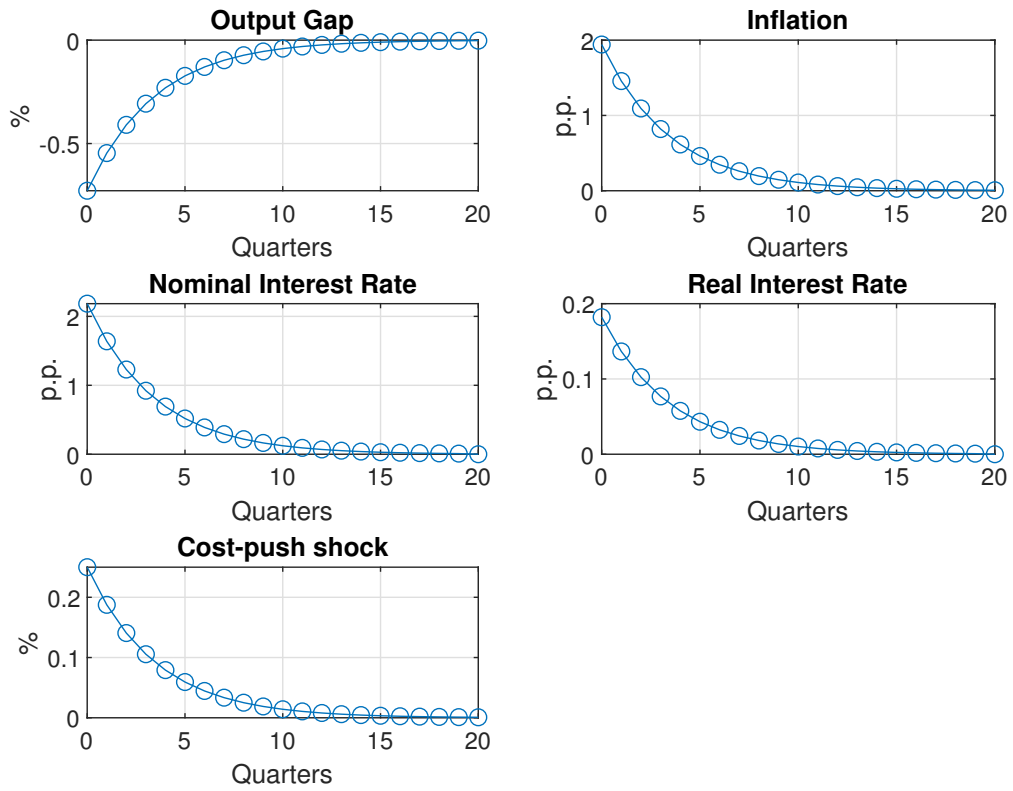 Output Gap
%
0
-0.5
0 5 10 15 20
Quarters
Inflation
p.p.
2
1
0
0 5 10 15 20
Quarters
Nominal Interest Rate
p.p.
2
1
0
0 5 10 15 20
Quarters
Real Interest Rate
p.p.
0.2
0.1
0
0 5 10 15 20
Quarters
Cost-push shock
%
0.2
0.1
0
0 5 10 15 20
Quarters